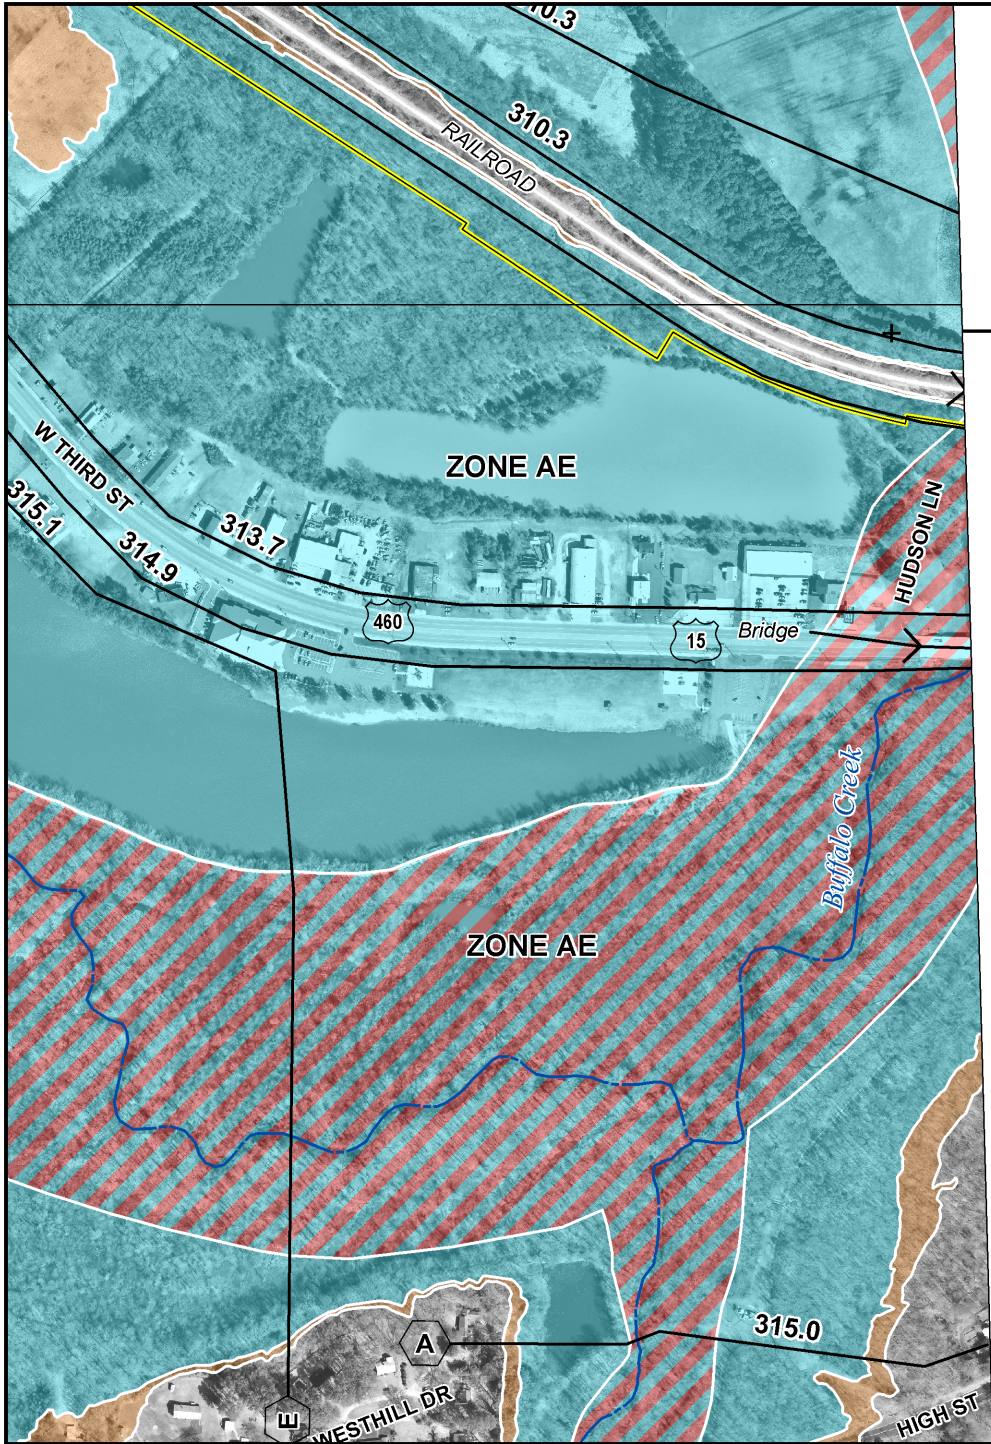 310.3
RAILROAD
ZONE AE
W THIRD ST
315.1
314.9
313.7
HUDSON LN
460
15
Bridge
Buffalo Creek
ZONE AE
A
315.0
E
WESTHILL DR
HIGH ST